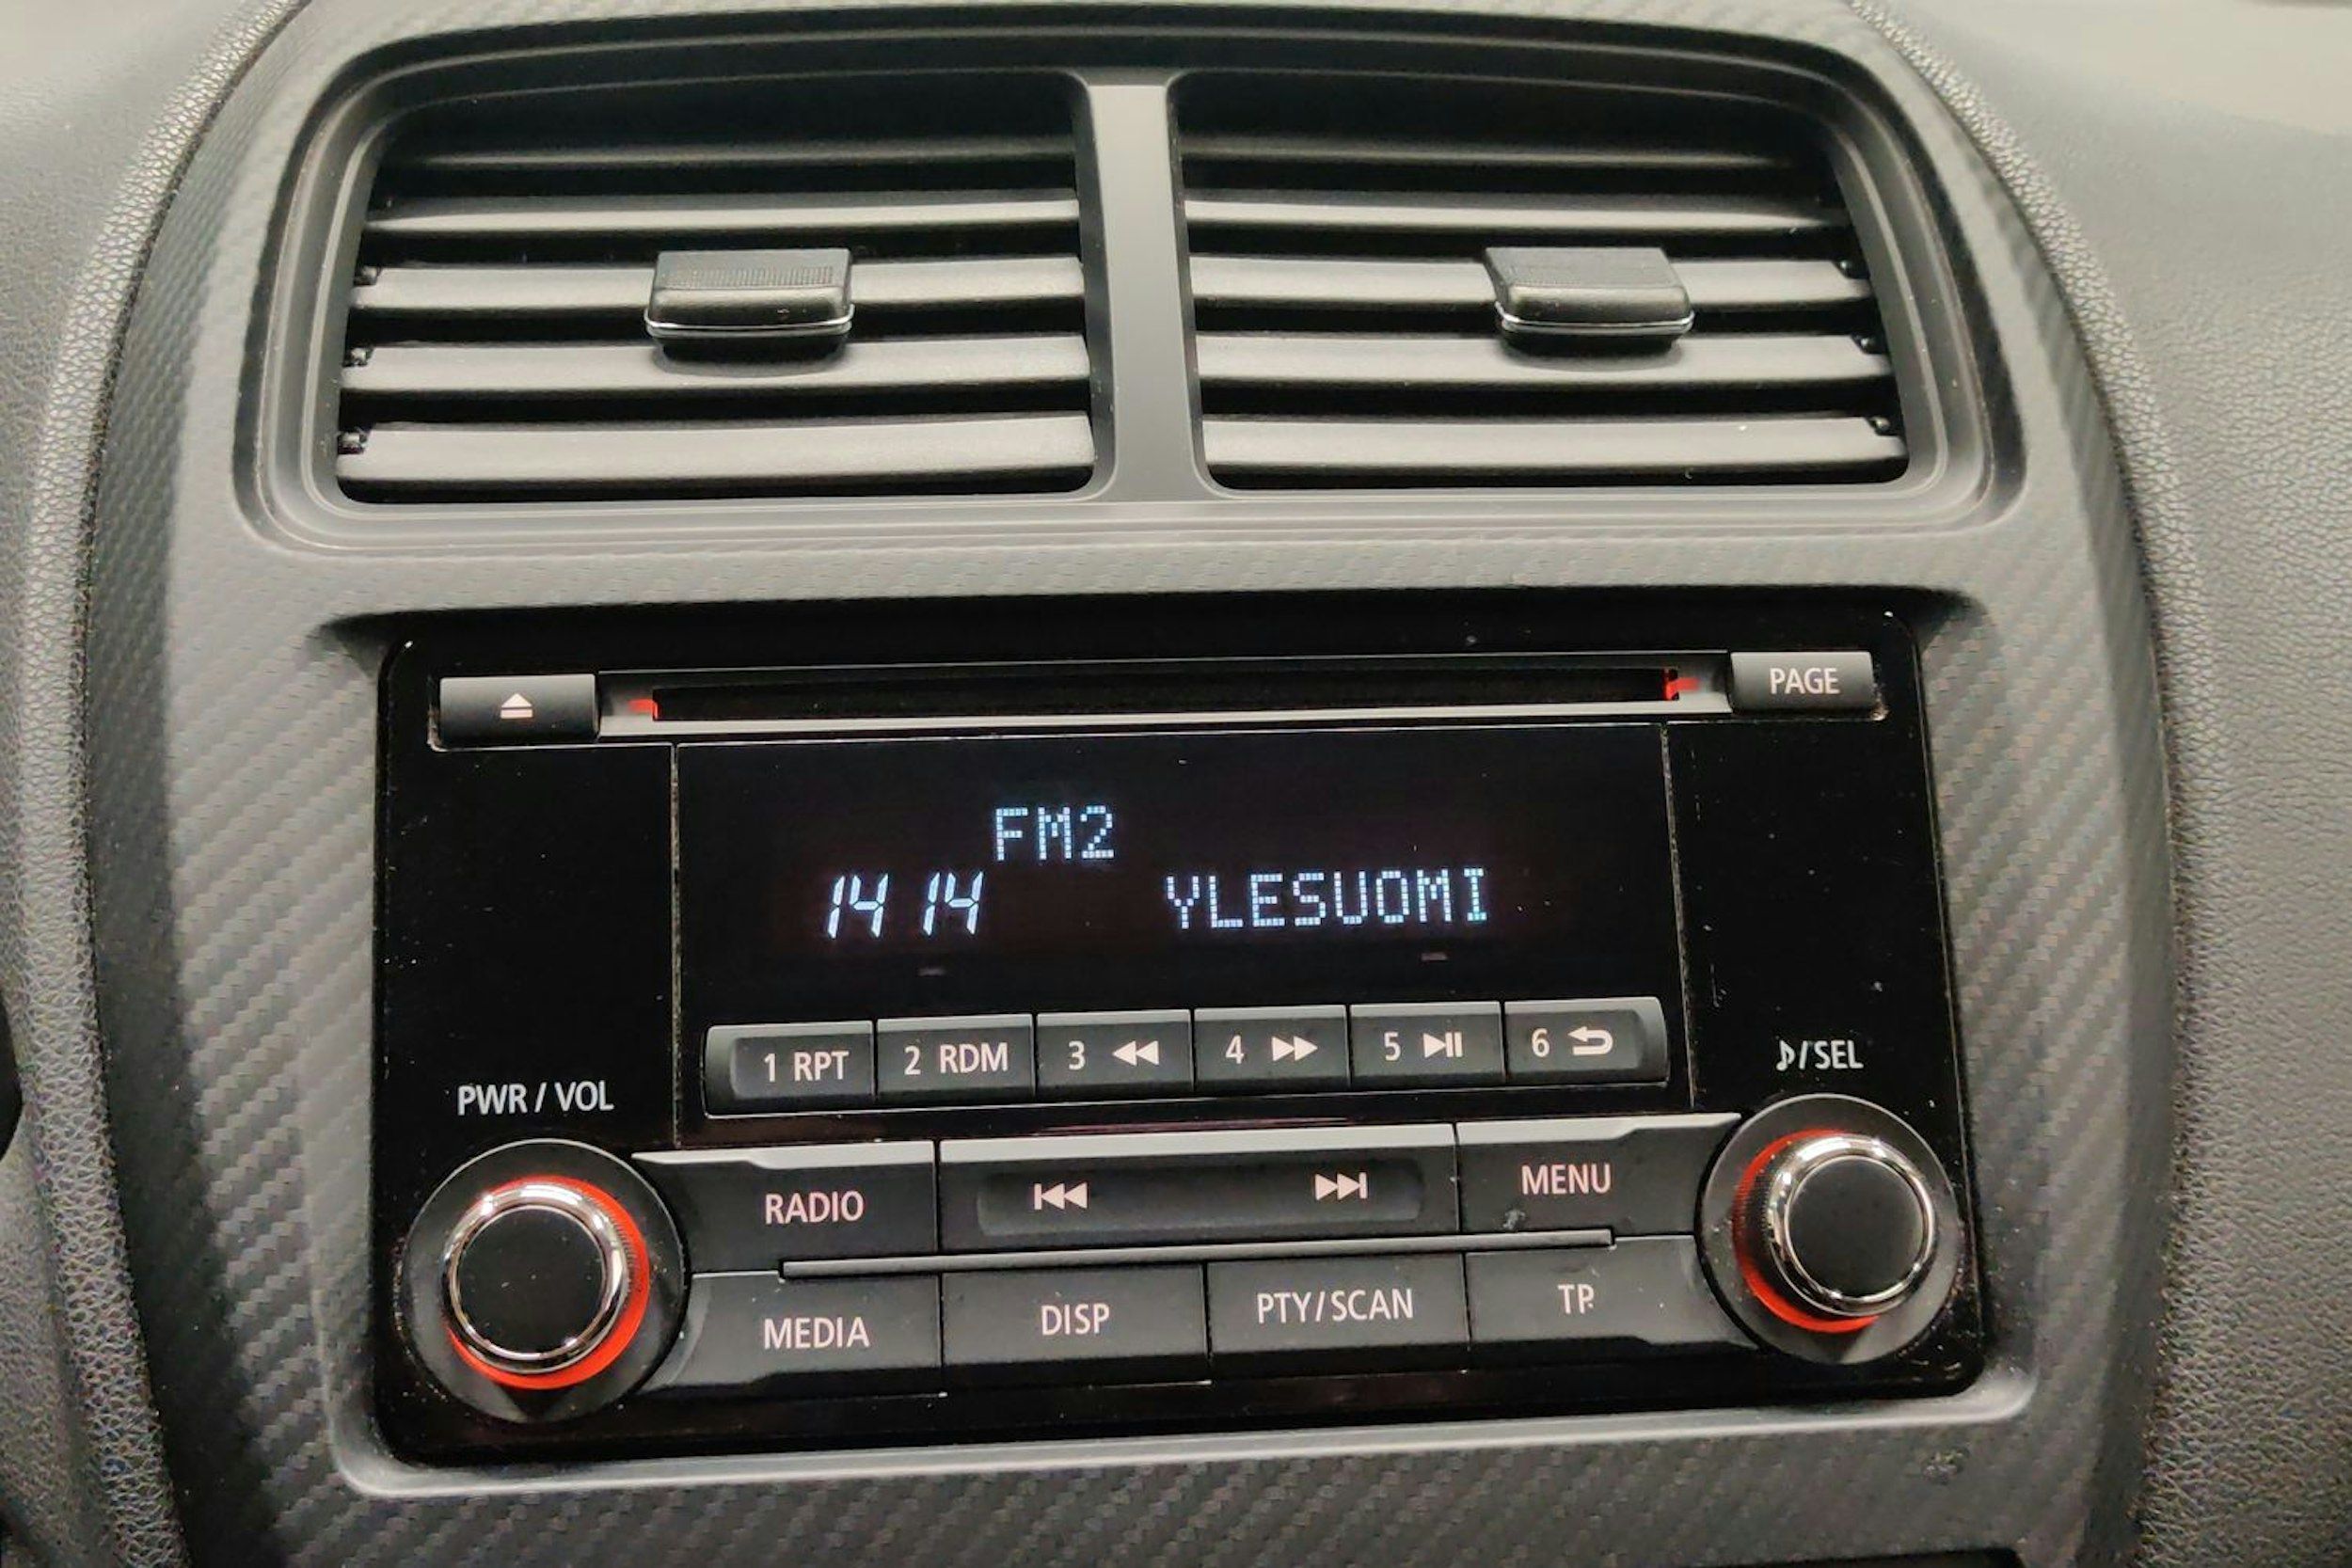 PAGE
FM2
14 14 YLESUOMI
1 RPT 2 RDM 3 4 5 6
PWR / VOL
♪/SEL
RADIO MENU
MEDIA DISP PTY/SCAN TP